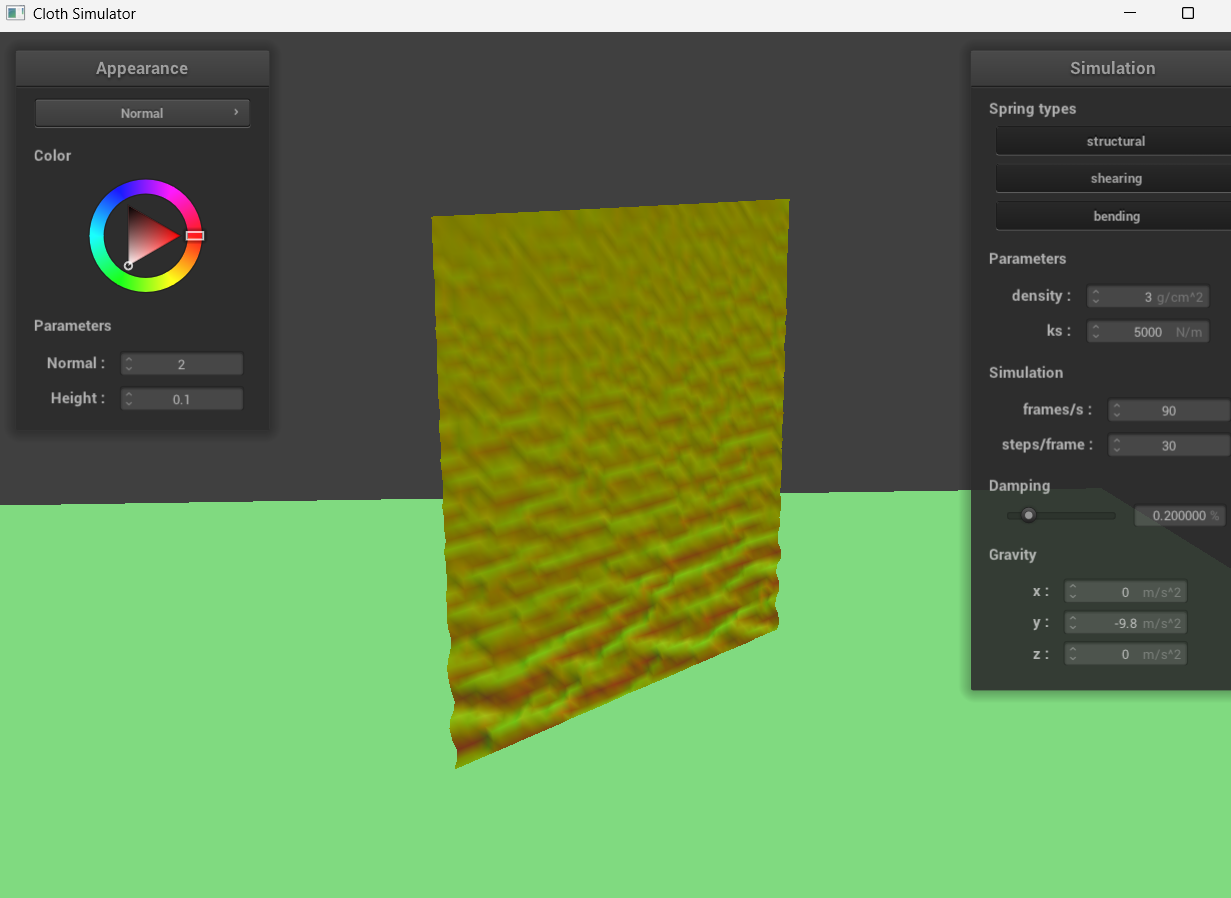 Cloth Simulator
Appearance
Normal
Color
Parameters
Normal : 2
Height : 0.1
Simulation
Spring types
structural
shearing
bending
Parameters
density : 3 g/cm^2
ks : 5000 N/m
Simulation
frames/s : 90
steps/frame : 30
Damping
0.200000 %
Gravity
x : 0 m/s^2
y : -9.8 m/s^2
z : 0 m/s^2